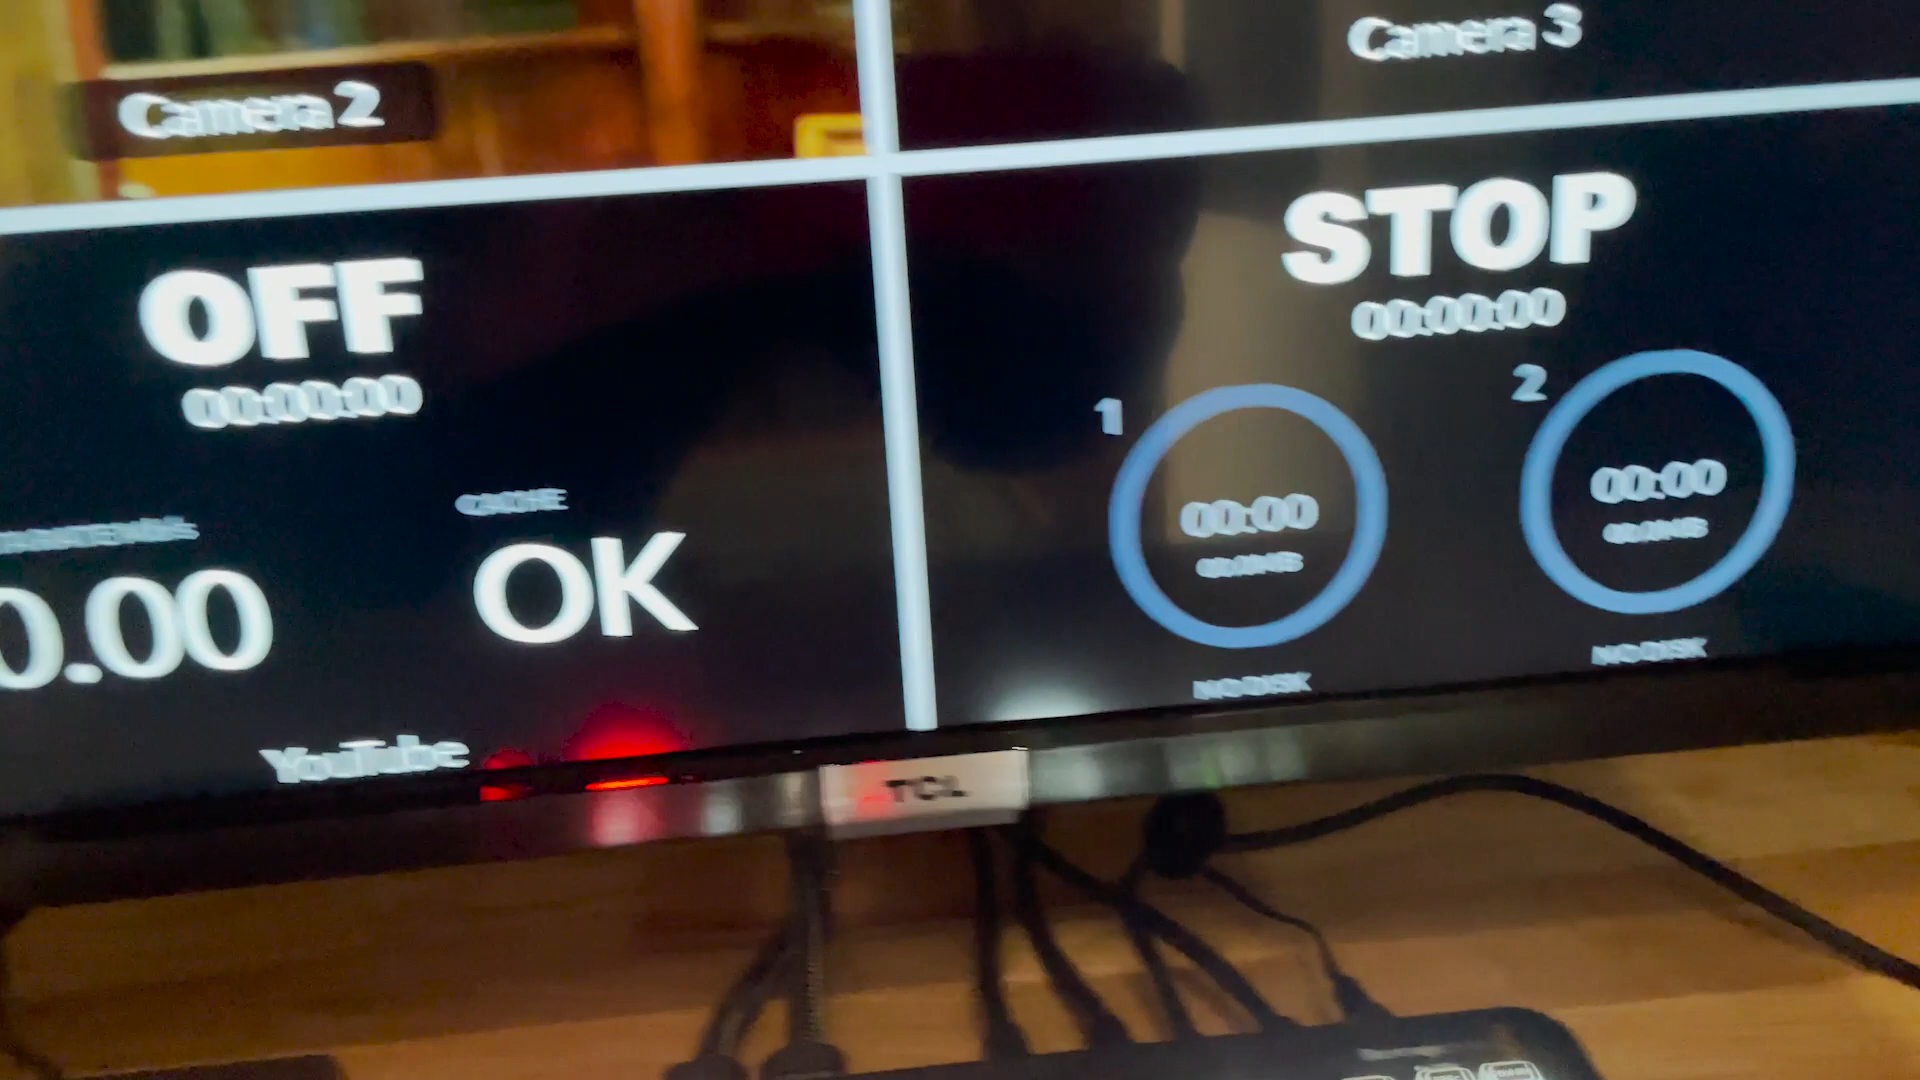 Camera 2
Camera 3
OFF
00:00:00
CACHE
0.00
OK
YouTube
STOP
00:00:00
1
00:00
NO DISK
2
00:00
NO DISK
TCL